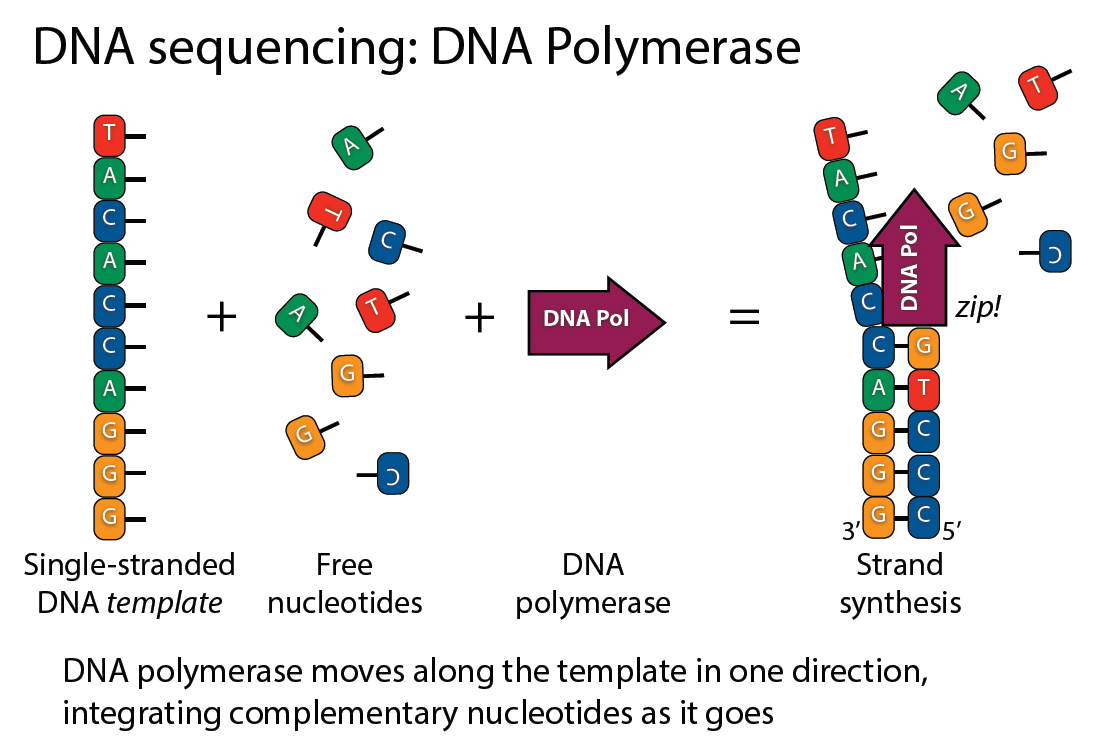 DNA sequencing: DNA Polymerase
T
A
C
A
C
C
A
G
G
G
+
A
T
C
A
T
G
G
C
+
DNA Pol
=
T
A
C
A
C
C
A
G
G
G
G
T
C
C
C
3’
5’
DNA Pol
zip!
A
T
G
G
C
Single-stranded
DNA template
Free
nucleotides
DNA
polymerase
Strand
synthesis
DNA polymerase moves along the template in one direction,
integrating complementary nucleotides as it goes